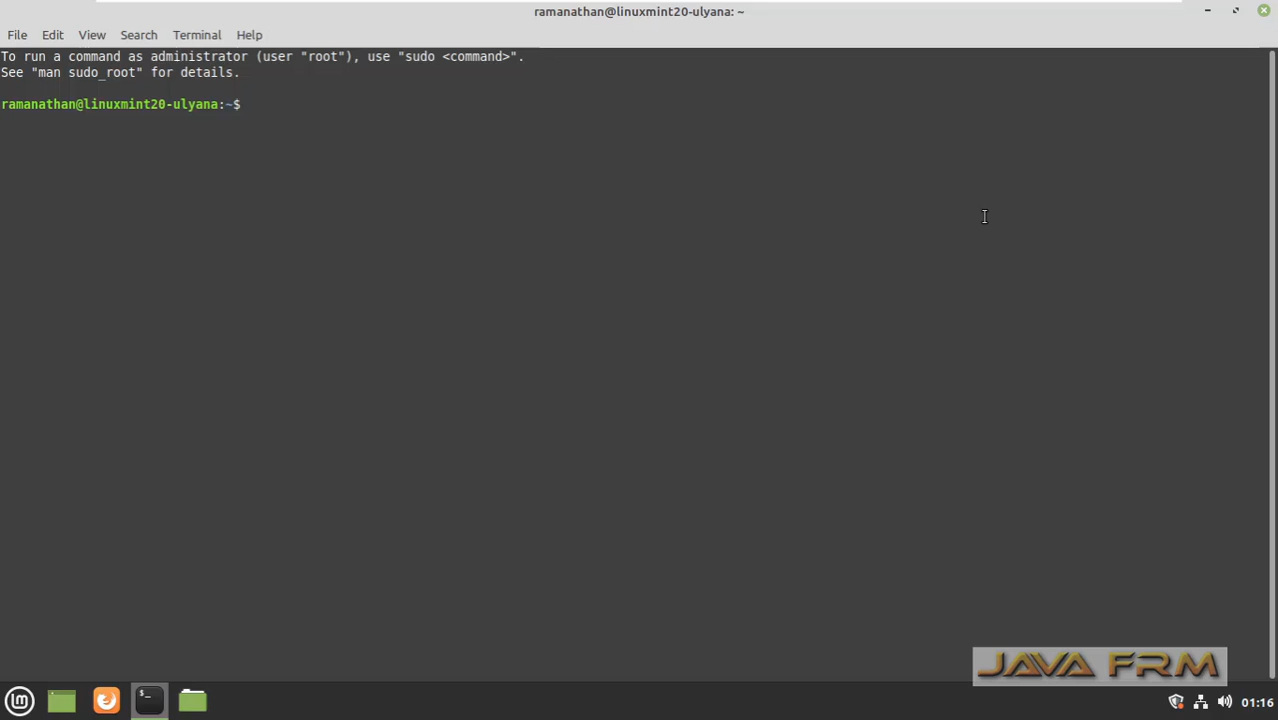 ramanathan@linuxmint20-ulyana: ~
File Edit View Search Terminal Help
To run a command as administrator (user "root"), use "sudo <command>".
See "man sudo_root" for details.
ramanathan@linuxmint20-ulyana:~$
JAVA FRM
01:16